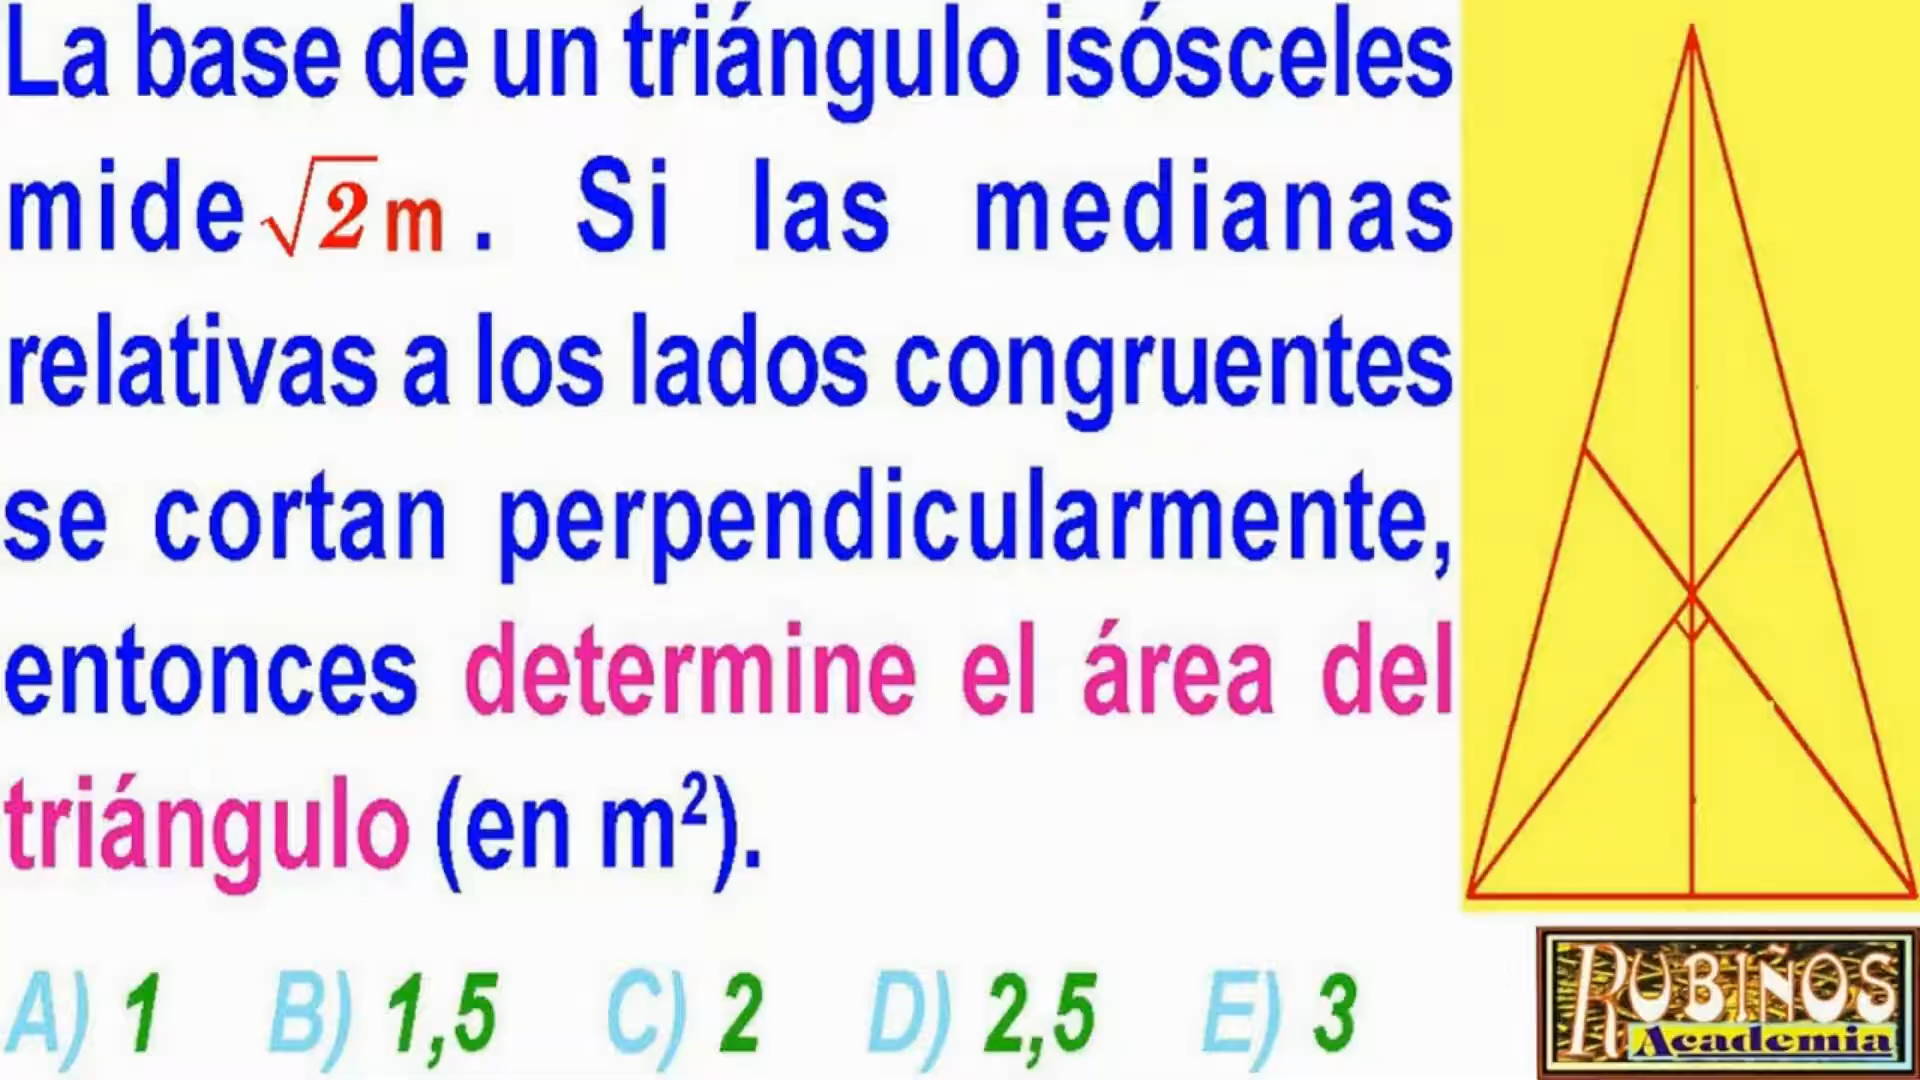 La base de un triángulo isósceles
mide √2 m. Si las medianas
relativas a los lados congruentes
se cortan perpendicularmente,
entonces determine el área del
triángulo (en m²).
A) 1 B) 1,5 C) 2 D) 2,5 E) 3
RUBIÑOS
Academia